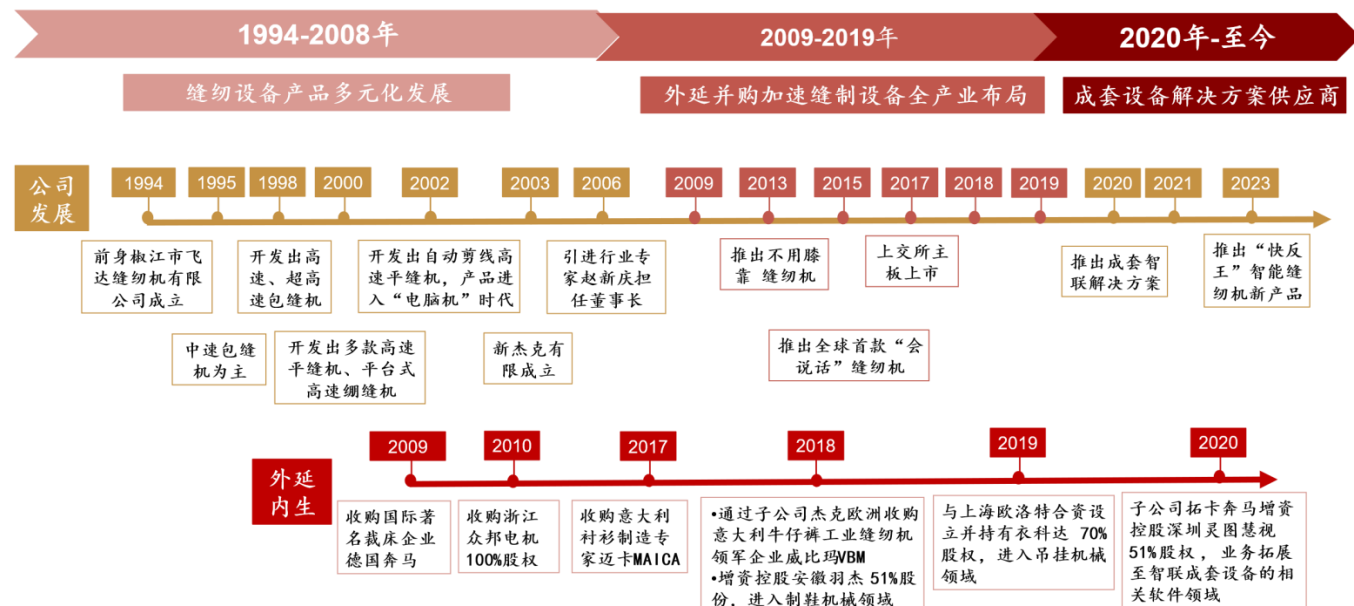 1994-2008年
2009-2019年
2020年-至今
缝纫设备产品多元化发展
外延并购加速缝制设备全产业布局
成套设备解决方案供应商
公司
发展
1994
1995
1998
2000
2002
2003
2006
2009
2013
2015
2017
2018
2019
2020
2021
2023
前身椒江市飞
达缝纫机有限
公司成立
开发出高
速、超高
速包缝机
开发出自动剪线高
速平缝机，产品进
入“电脑机”时代
引进行业专
家赵新庆担
任董事长
推出不用膝
靠 缝纫机
上交所主
板上市
推出成套智
联解决方案
推出“快反
王”智能缝
纫机新产品
中速包缝
机为主
开发出多款高速
平缝机、平台式
高速绷缝机
新杰克有
限成立
推出全球首款“会
说话”缝纫机
外延
内生
2009
2010
2017
2018
2019
2020
收购国际著
名裁床企业
德国奔马
收购浙江
众邦电机
100%股权
收购意大利
衬衫制造专
家迈卡MAICA
•通过子公司杰克欧洲收购
意大利牛仔裤工业缝纫机
领军企业威比玛VBM
•增资控股安徽羽杰 51%股
份，进入制鞋机械领域
与上海欧洛特合资设
立并持有衣科达 70%
股权，进入吊挂机械
领域
子公司拓卡奔马增资
控股深圳灵图慧视
51%股权，业务拓展
至智联成套设备的相
关软件领域